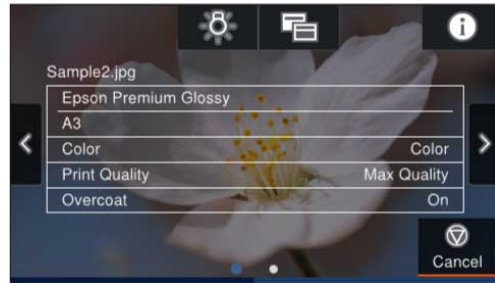 Sample2.jpg
Epson Premium Glossy
A3
Color Color
Print Quality Max Quality
Overcoat On
Cancel